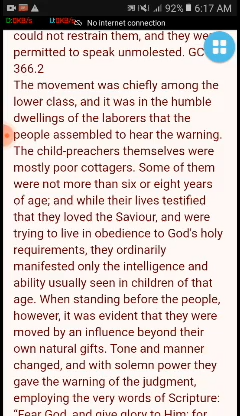 92% 6:17 AM
0:0KB/s U:0KB/s No internet connection
could not restrain them, and they were
permitted to speak unmolested. GC
366.2
The movement was chiefly among the
lower class, and it was in the humble
dwellings of the laborers that the
people assembled to hear the warning.
The child-preachers themselves were
mostly poor cottagers. Some of them
were not more than six or eight years
of age; and while their lives testified
that they loved the Saviour, and were
trying to live in obedience to God's holy
requirements, they ordinarily
manifested only the intelligence and
ability usually seen in children of that
age. When standing before the people,
however, it was evident that they were
moved by an influence beyond their
own natural gifts. Tone and manner
changed, and with solemn power they
gave the warning of the judgment,
employing the very words of Scripture:
“Fear God, and give glory to Him; for